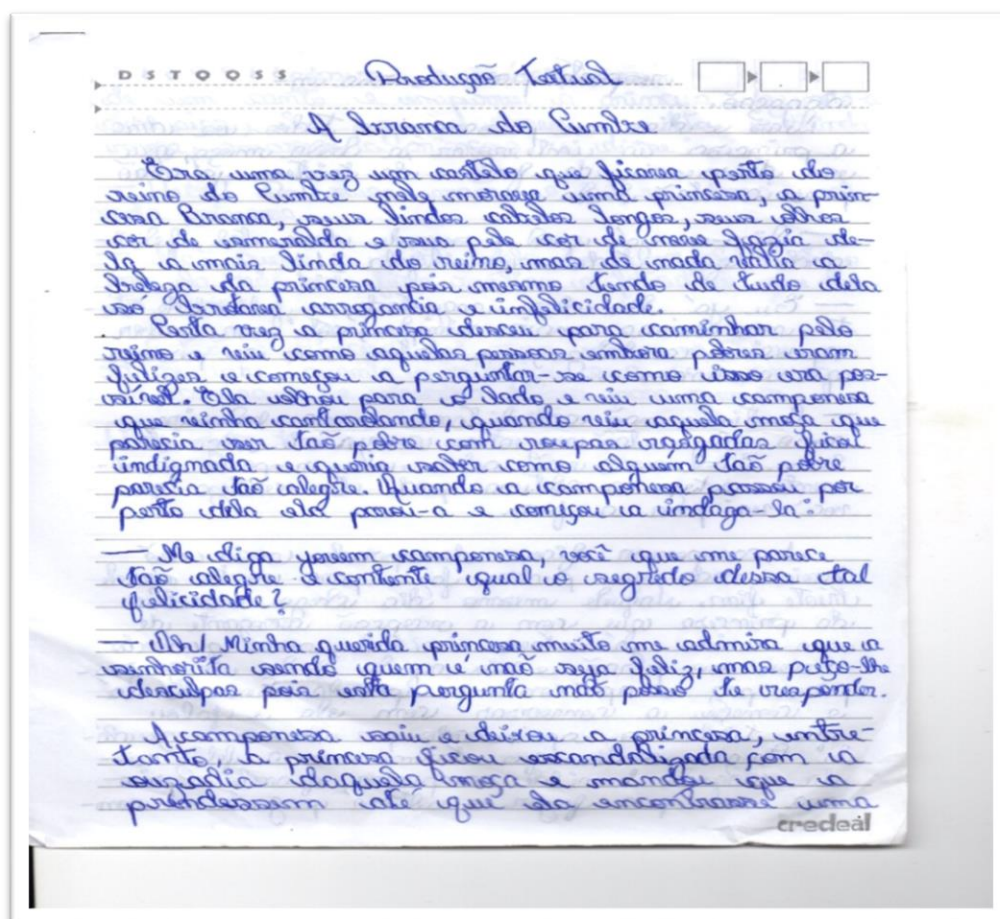 D S T Q Q S S
Produção Textual
A Branca do Cumbe
Era uma vez um castelo que ficava perto do
reino do Cumbe nele morava uma princesa, a prin-
cesa Branca, seus lindos cabelos longos, seus olhos
cor de esmeralda e sua pele cor de neve fazia de-
la a mais linda do reino, mas de nada valia a
beleza da princesa pois mesmo tendo de tudo dela
só brotava arrogancia e infelicidade.
Certa vez a princesa desceu para caminhar pelo
reino e viu como aquelas pessoas embora pobres eram
felizes e começou a perguntar-se como isso era pos-
sível. Ela olhou para o lado e viu uma camponesa
que vinha cantarolando, quando viu aquela moça que
parecia ser tão pobre com roupas rasgadas ficou
indignada e queria saber como alguém tão pobre
parecia tão alegre. Quando a camponesa passou por
perto dela ela parou-a e começou a indaga-la:
— Me diga jovem camponesa, você que me parece
tão alegre e contente qual o segredo dessa tal
felicidade?
— Oh! Minha querida princesa muito me admira que a
senhorita sendo quem é não seja feliz, mas peço-lhe
desculpas pois esta pergunta não posso te responder.
A camponesa saiu e deixou a princesa, entre-
tanto, a princesa ficou escandalizada com a
ousadia daquela moça e mandou que a
prendessem até que ela encontrasse uma
credeal